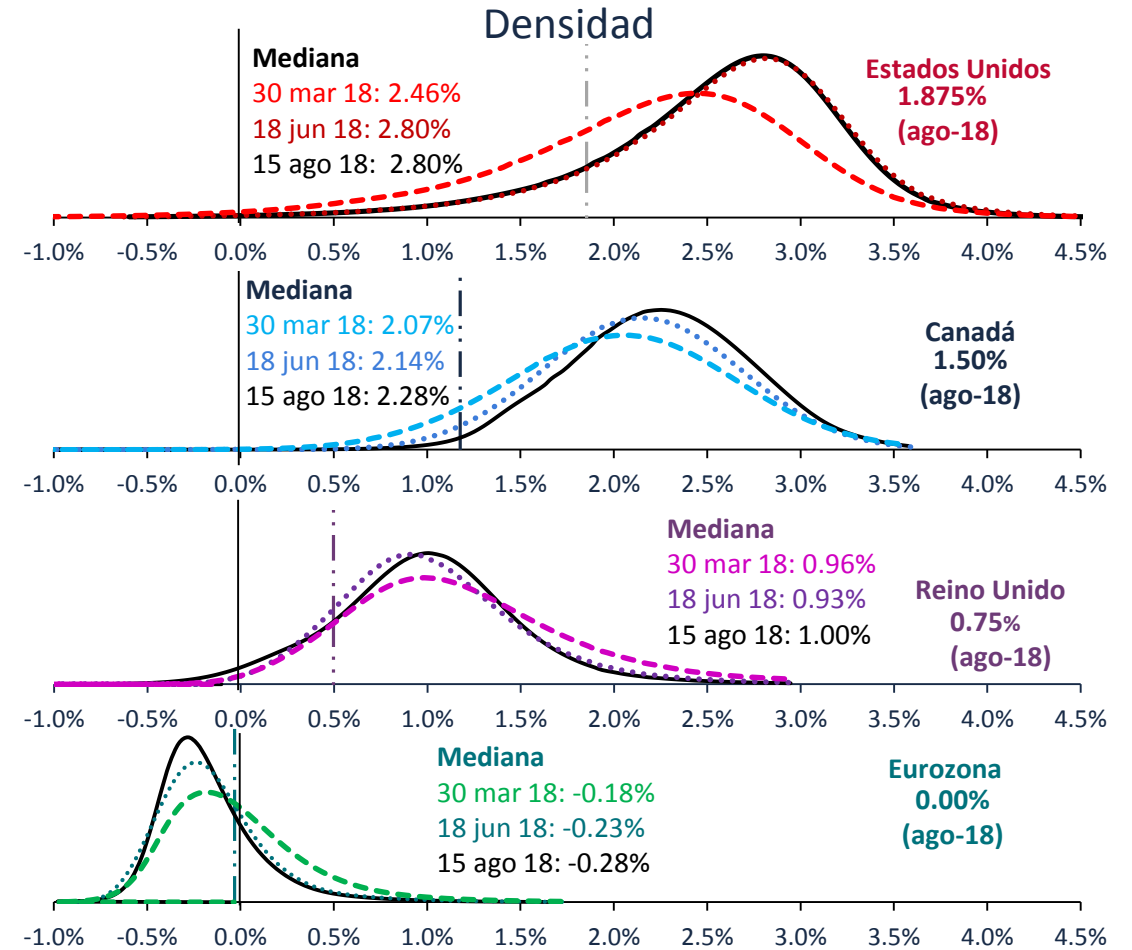 Densidad
Mediana
30 mar 18: 2.46%
18 jun 18: 2.80%
15 ago 18: 2.80%
Estados Unidos
1.875%
(ago-18)
-1.0% -0.5% 0.0% 0.5% 1.0% 1.5% 2.0% 2.5% 3.0% 3.5% 4.0% 4.5%
Mediana
30 mar 18: 2.07%
18 jun 18: 2.14%
15 ago 18: 2.28%
Canadá
1.50%
(ago-18)
-1.0% -0.5% 0.0% 0.5% 1.0% 1.5% 2.0% 2.5% 3.0% 3.5% 4.0% 4.5%
Mediana
30 mar 18: 0.96%
18 jun 18: 0.93%
15 ago 18: 1.00%
Reino Unido
0.75%
(ago-18)
-1.0% -0.5% 0.0% 0.5% 1.0% 1.5% 2.0% 2.5% 3.0% 3.5% 4.0% 4.5%
Mediana
30 mar 18: -0.18%
18 jun 18: -0.23%
15 ago 18: -0.28%
Eurozona
0.00%
(ago-18)
-1.0% -0.5% 0.0% 0.5% 1.0% 1.5% 2.0% 2.5% 3.0% 3.5% 4.0% 4.5%